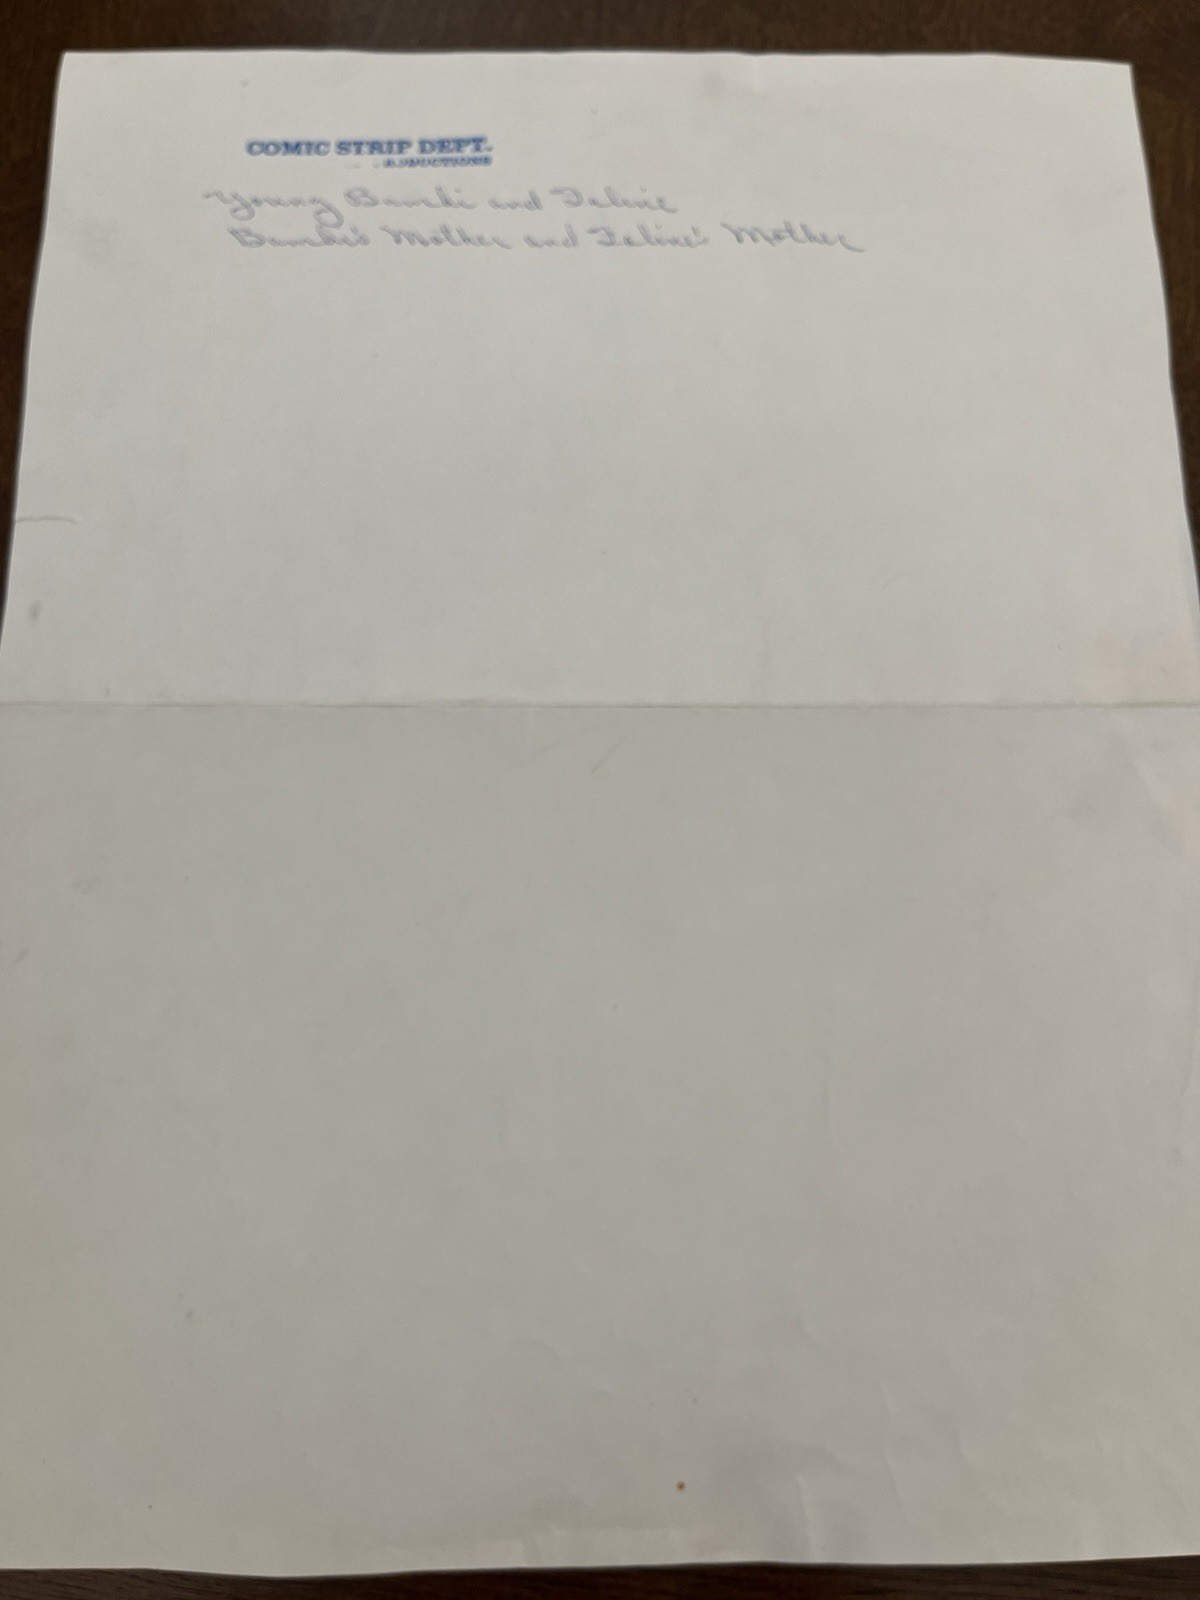 COMIC STRIP DEPT.
Young Bambi and Faline
Bambi's Mother and Faline's Mother